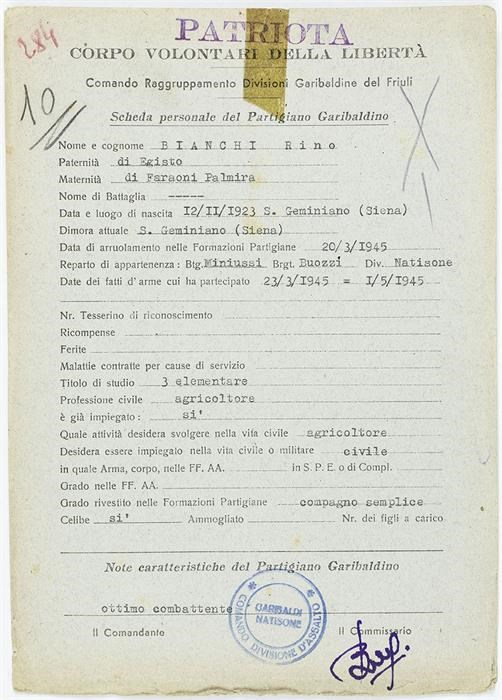 PATRIOTA
284
CORPO VOLONTARI DELLA LIBERTÀ
Comando Raggruppamento Divisioni Garibaldine del Friuli
10
Scheda personale del Partigiano Garibaldino
Nome e cognome BIANCHI Rino
Paternità di Egisto
Maternità di Faraoni Palmira
Nome di Battaglia -----
Data e luogo di nascita I2/II/I923 S. Geminiano (Siena)
Dimora attuale S. Geminiano (Siena)
Data di arruolamento nelle Formazioni Partigiane 20/3/I945
Reparto di appartenenza: Btg. Miniussi Brgt. Buozzi Div. Natisone
Date dei fatti d'arme cui ha partecipato 23/3/I945 = I/5/I945
Nr. Tesserino di riconoscimento
Ricompense
Ferite
Malattie contratte per cause di servizio
Titolo di studio 3 elementare
Professione civile agricoltore
è già impiegato: si'
Quale attività desidera svolgere nella vita civile agricoltore
Desidera essere impiegato nella vita civile o militare civile
in quale Arma, corpo, nelle FF. AA. in S. P. E. o di Compl.
Grado nelle FF. AA.
Grado rivestito nelle Formazioni Partigiane compagno semplice
Celibe si' Ammogliato Nr. dei figli a carico
Note caratteristiche del Partigiano Garibaldino
ottimo combattente
COMANDO DIVISIONE D'ASSALTO
GARIBALDI
NATISONE
Il Comandante Il Commissario